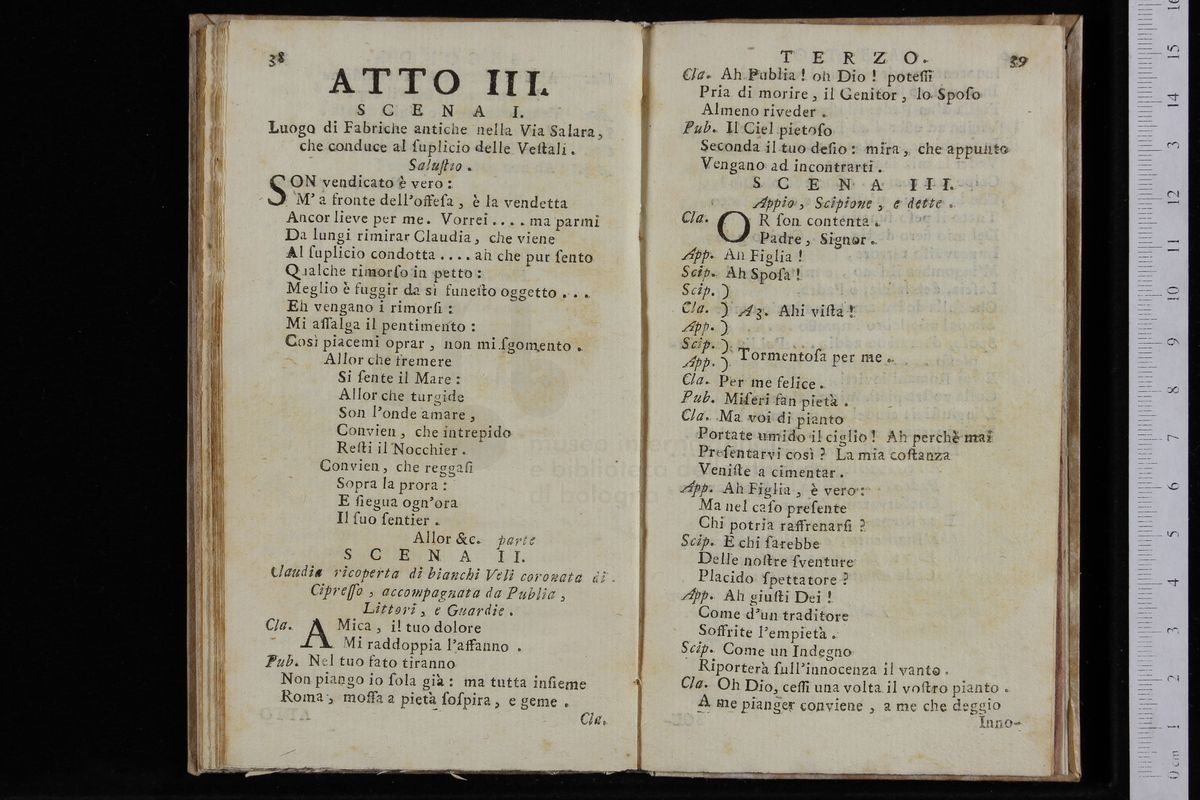 38
ATTO III.
SCENA I.
Luogo di Fabriche antiche nella Via Salara,
che conduce al ſuplicio delle Veſtali.
Saluſtio.
SON vendicato è vero:
M' a fronte dell'offeſa, è la vendetta
Ancor lieve per me. Vorrei .... ma parmi
Da lungi rimirar Claudia, che viene
Al ſuplicio condotta .... ah che pur ſento
Qualche rimorſo in petto:
Meglio è fuggir da si funeſto oggetto ...
Eh vengano i rimorſi:
Mi aſſalga il pentimento:
Così piacemi oprar, non mi ſgomento.
Allor che fremere
Si ſente il Mare:
Allor che turgide
Son l'onde amare,
Convien, che intrepido
Reſti il Nocchier.
Convien, che reggaſi
Sopra la prora:
E ſiegua ogn'ora
Il ſuo ſentier.
Allor &c. parte
SCENA II.
Claudia ricoperta di bianchi Veli coronata di
Cipreſſo, accompagnata da Publia,
Littori, e Guardie.
Cla. AMica, il tuo dolore
Mi raddoppia l'affanno.
Pub. Nel tuo fato tiranno
Non piango io ſola già: ma tutta inſieme
Roma, moſſa a pietà ſoſpira, e geme.
Cla.
TERZO. 39
Cla. Ah Publia! oh Dio! poteſſi
Pria di morire, il Genitor, lo Spoſo
Almeno riveder.
Pub. Il Ciel pietoſo
Seconda il tuo deſio: mira, che appunto
Vengano ad incontrarti.
SCENA III.
Appio, Scipione, e dette.
Cla. OR ſon contenta.
Padre, Signor.
App. Ah Figlia!
Scip. Ah Spoſa!
Scip. )
Cla. ) A 3. Ahi viſta!
App. )
Scip. ) Tormentoſa per me.
App. )
Cla. Per me felice.
Pub. Miſeri fan pietà.
Cla. Ma voi di pianto
Portate umido il ciglio! Ah perchè mai
Preſentarvi così? La mia coſtanza
Veniſte a cimentar.
App. Ah Figlia, è vero:
Ma nel caſo preſente
Chi potria raffrenarſi?
Scip. E chi ſarebbe
Delle noſtre ſventure
Placido ſpettatore?
App. Ah giuſti Dei!
Come d'un traditore
Soffrite l'empietà.
Scip. Come un Indegno
Riporterà ſull'innocenza il vanto.
Cla. Oh Dio, ceſſi una volta il voſtro pianto.
A me pianger conviene, a me che deggio
Inno-